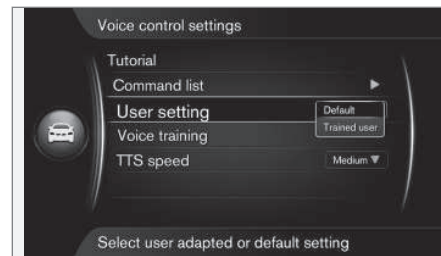 Voice control settings
Tutorial
Command list
User setting
Default
Trained user
Voice training
TTS speed
Medium
Select user adapted or default setting